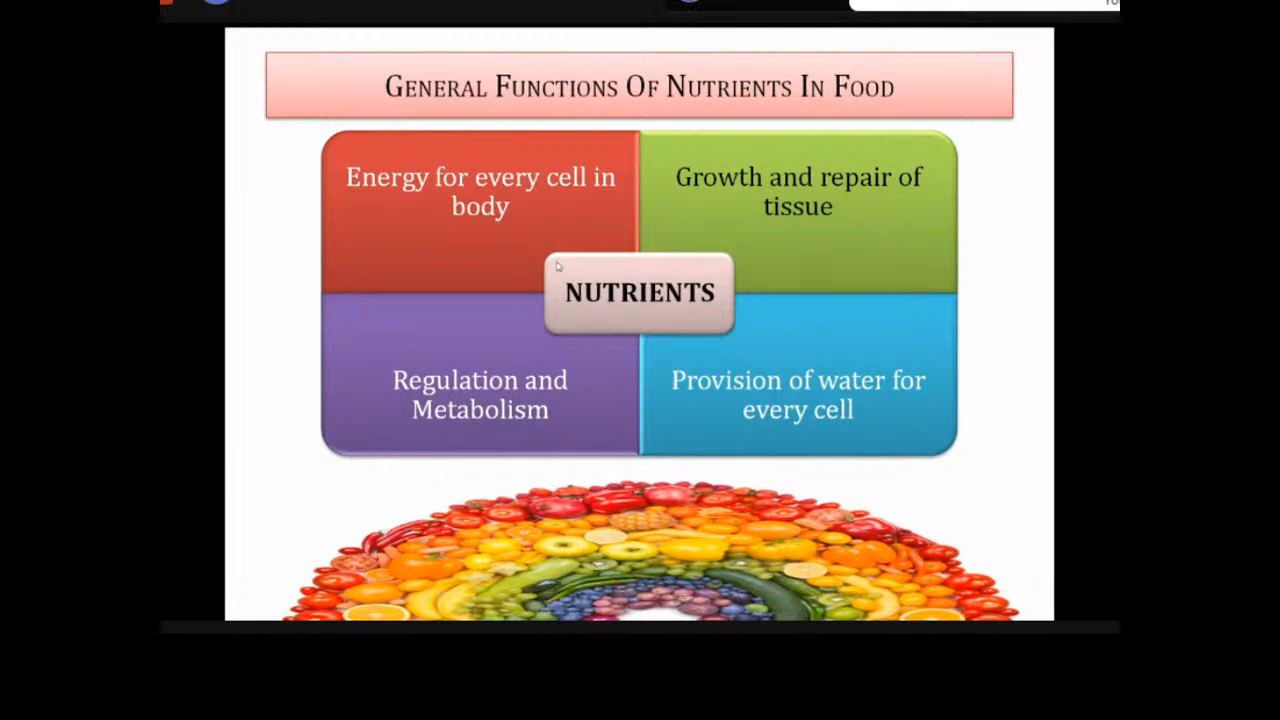 General Functions Of Nutrients In Food
Energy for every cell in
body
Growth and repair of
tissue
NUTRIENTS
Regulation and
Metabolism
Provision of water for
every cell